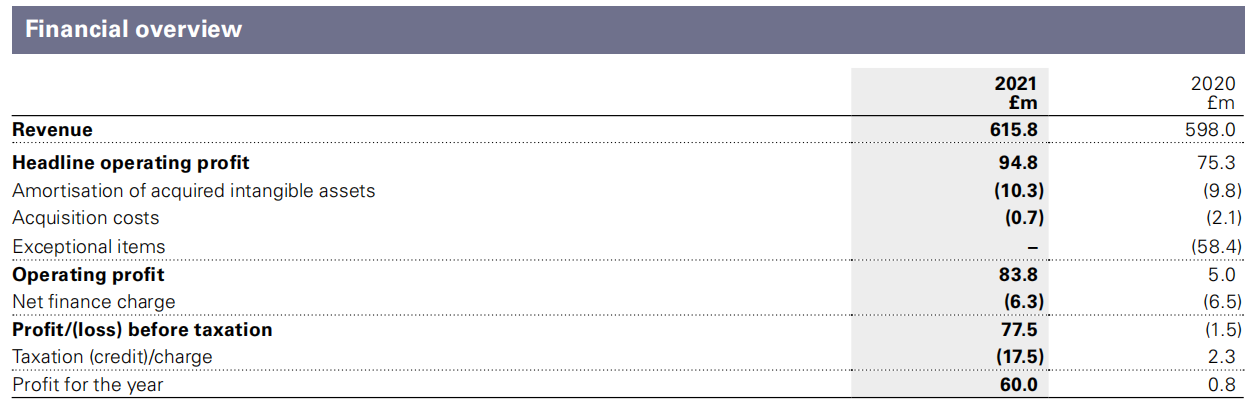 Financial overview
2021 2020
£m £m
Revenue 615.8 598.0
Headline operating profit 94.8 75.3
Amortisation of acquired intangible assets (10.3) (9.8)
Acquisition costs (0.7) (2.1)
Exceptional items – (58.4)
Operating profit 83.8 5.0
Net finance charge (6.3) (6.5)
Profit/(loss) before taxation 77.5 (1.5)
Taxation (credit)/charge (17.5) 2.3
Profit for the year 60.0 0.8